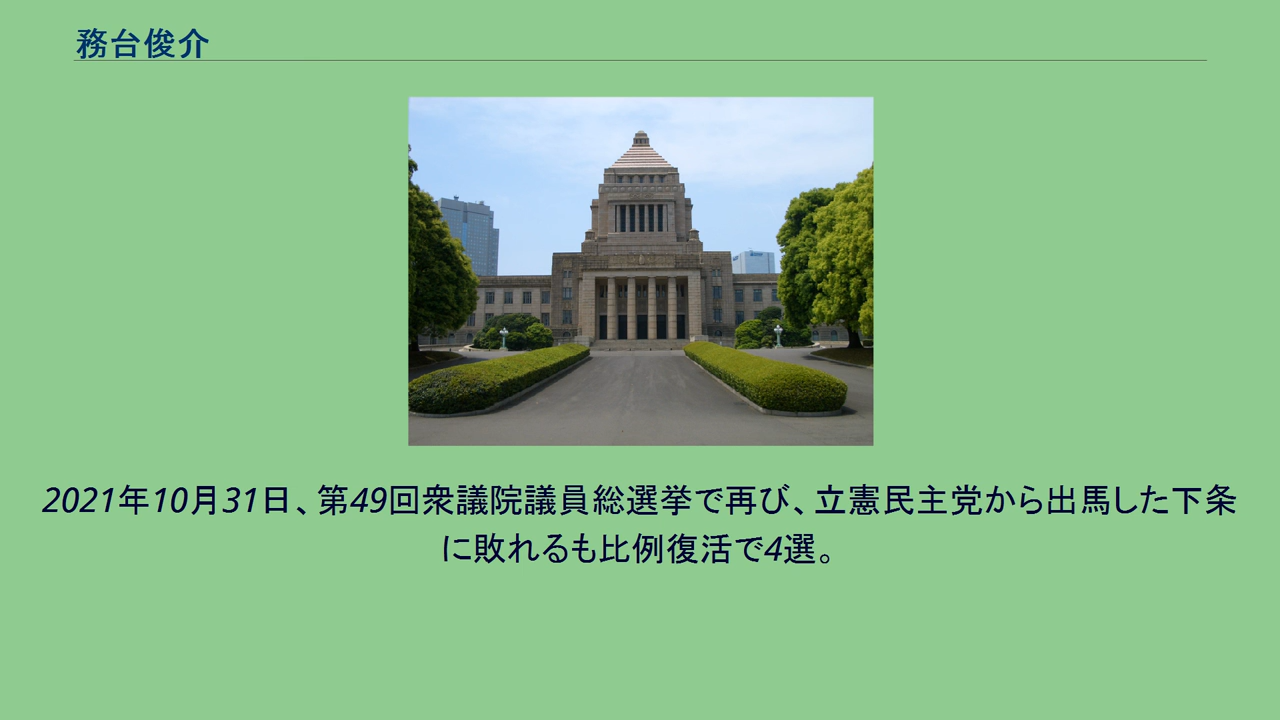 務台俊介
2021年10月31日、第49回衆議院議員総選挙で再び、立憲民主党から出馬した下条
に敗れるも比例復活で4選。